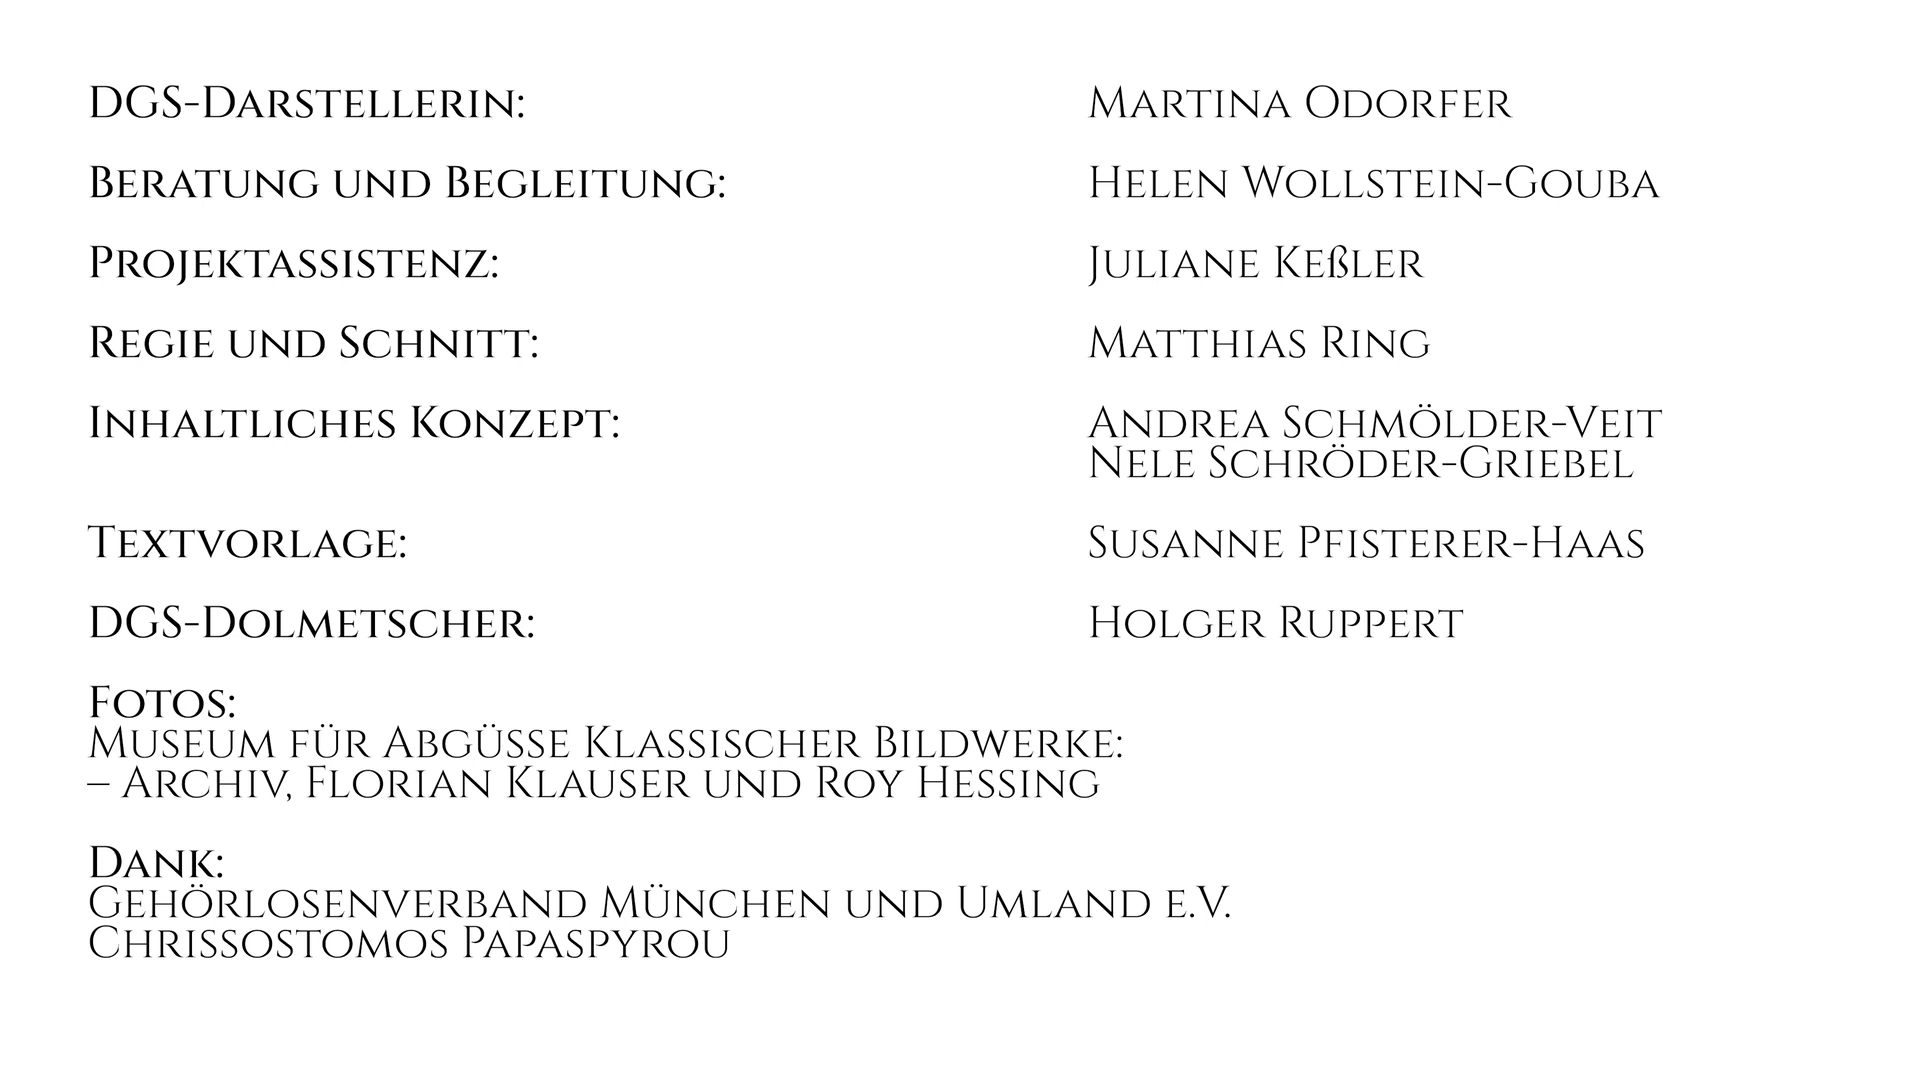 DGS-Darstellerin: Martina Odorfer
Beratung und Begleitung: Helen Wollstein-Gouba
Projektassistenz: Juliane Keßler
Regie und Schnitt: Matthias Ring
Inhaltliches Konzept: Andrea Schmölder-Veit
Nele Schröder-Griebel
Textvorlage: Susanne Pfisterer-Haas
DGS-Dolmetscher: Holger Ruppert
Fotos:
Museum für Abgüsse Klassischer Bildwerke:
– Archiv, Florian Klauser und Roy Hessing
Dank:
Gehörlosenverband München und Umland e.V.
Chrissostomos Papaspyrou